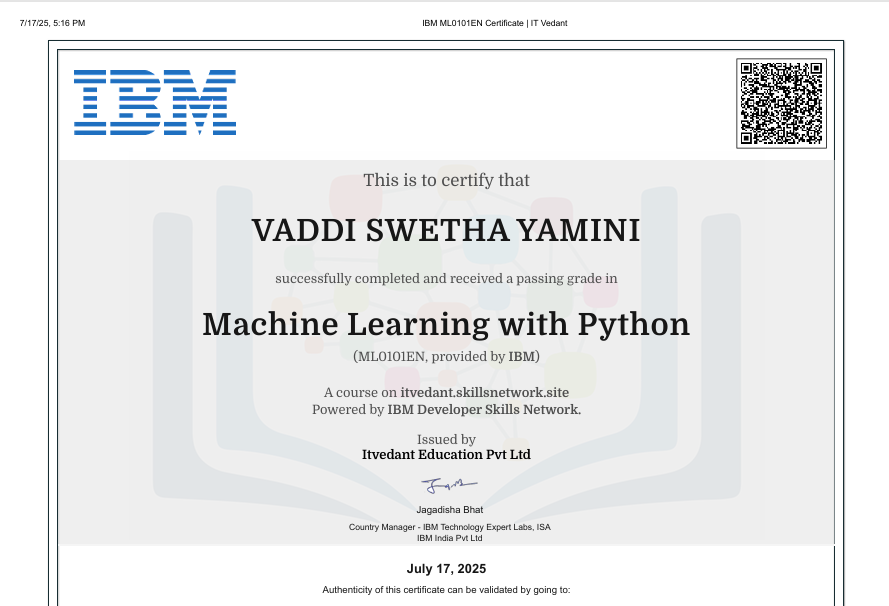 7/17/25, 5:16 PM
IBM ML0101EN Certificate | IT Vedant
IBM
This is to certify that
VADDI SWETHA YAMINI
successfully completed and received a passing grade in
Machine Learning with Python
(ML0101EN, provided by IBM)
A course on itvedant.skillsnetwork.site
Powered by IBM Developer Skills Network.
Issued by
Itvedant Education Pvt Ltd
Jagadisha Bhat
Country Manager - IBM Technology Expert Labs, ISA
IBM India Pvt Ltd
July 17, 2025
Authenticity of this certificate can be validated by going to: